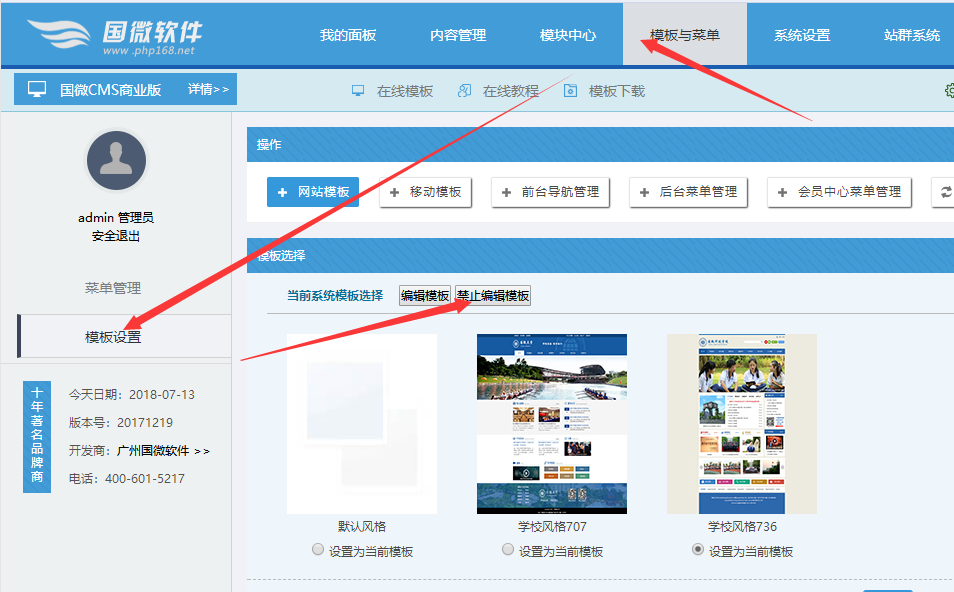 国微软件
www.php168.net
我的面板 内容管理 模块中心 模板与菜单 系统设置 站群系统
国微CMS商业版 详情>>
在线模板 在线教程 模板下载
admin 管理员
安全退出
菜单管理
模板设置
十年著名品牌商
今天日期：2018-07-13
版本号：20171219
开发商：广州国微软件 >>
电话：400-601-5217
操作
网站模板 移动模板 前台导航管理 后台菜单管理 会员中心菜单管理
模板选择
当前系统模板选择 编辑模板 禁止编辑模板
默认风格 学校风格707 学校风格736
设置为当前模板 设置为当前模板 设置为当前模板